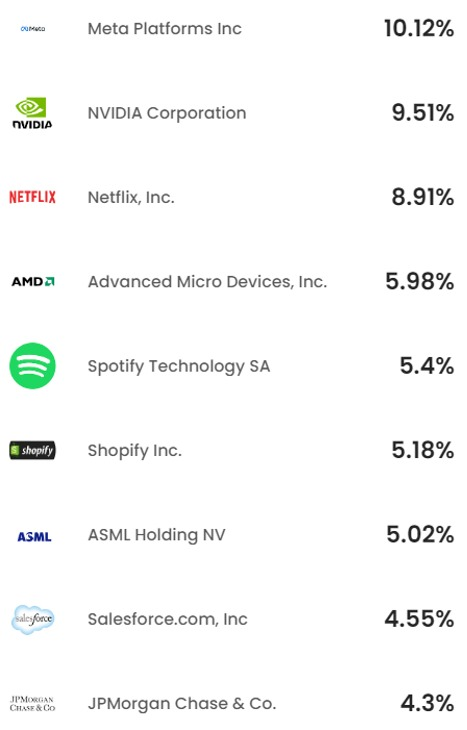 Meta Meta Platforms Inc 10.12%
NVIDIA NVIDIA Corporation 9.51%
NETFLIX Netflix, Inc. 8.91%
AMD Advanced Micro Devices, Inc. 5.98%
Spotify Technology SA 5.4%
shopify Shopify Inc. 5.18%
ASML ASML Holding NV 5.02%
salesforce Salesforce.com, Inc 4.55%
JPMORGAN
CHASE & CO JPMorgan Chase & Co. 4.3%